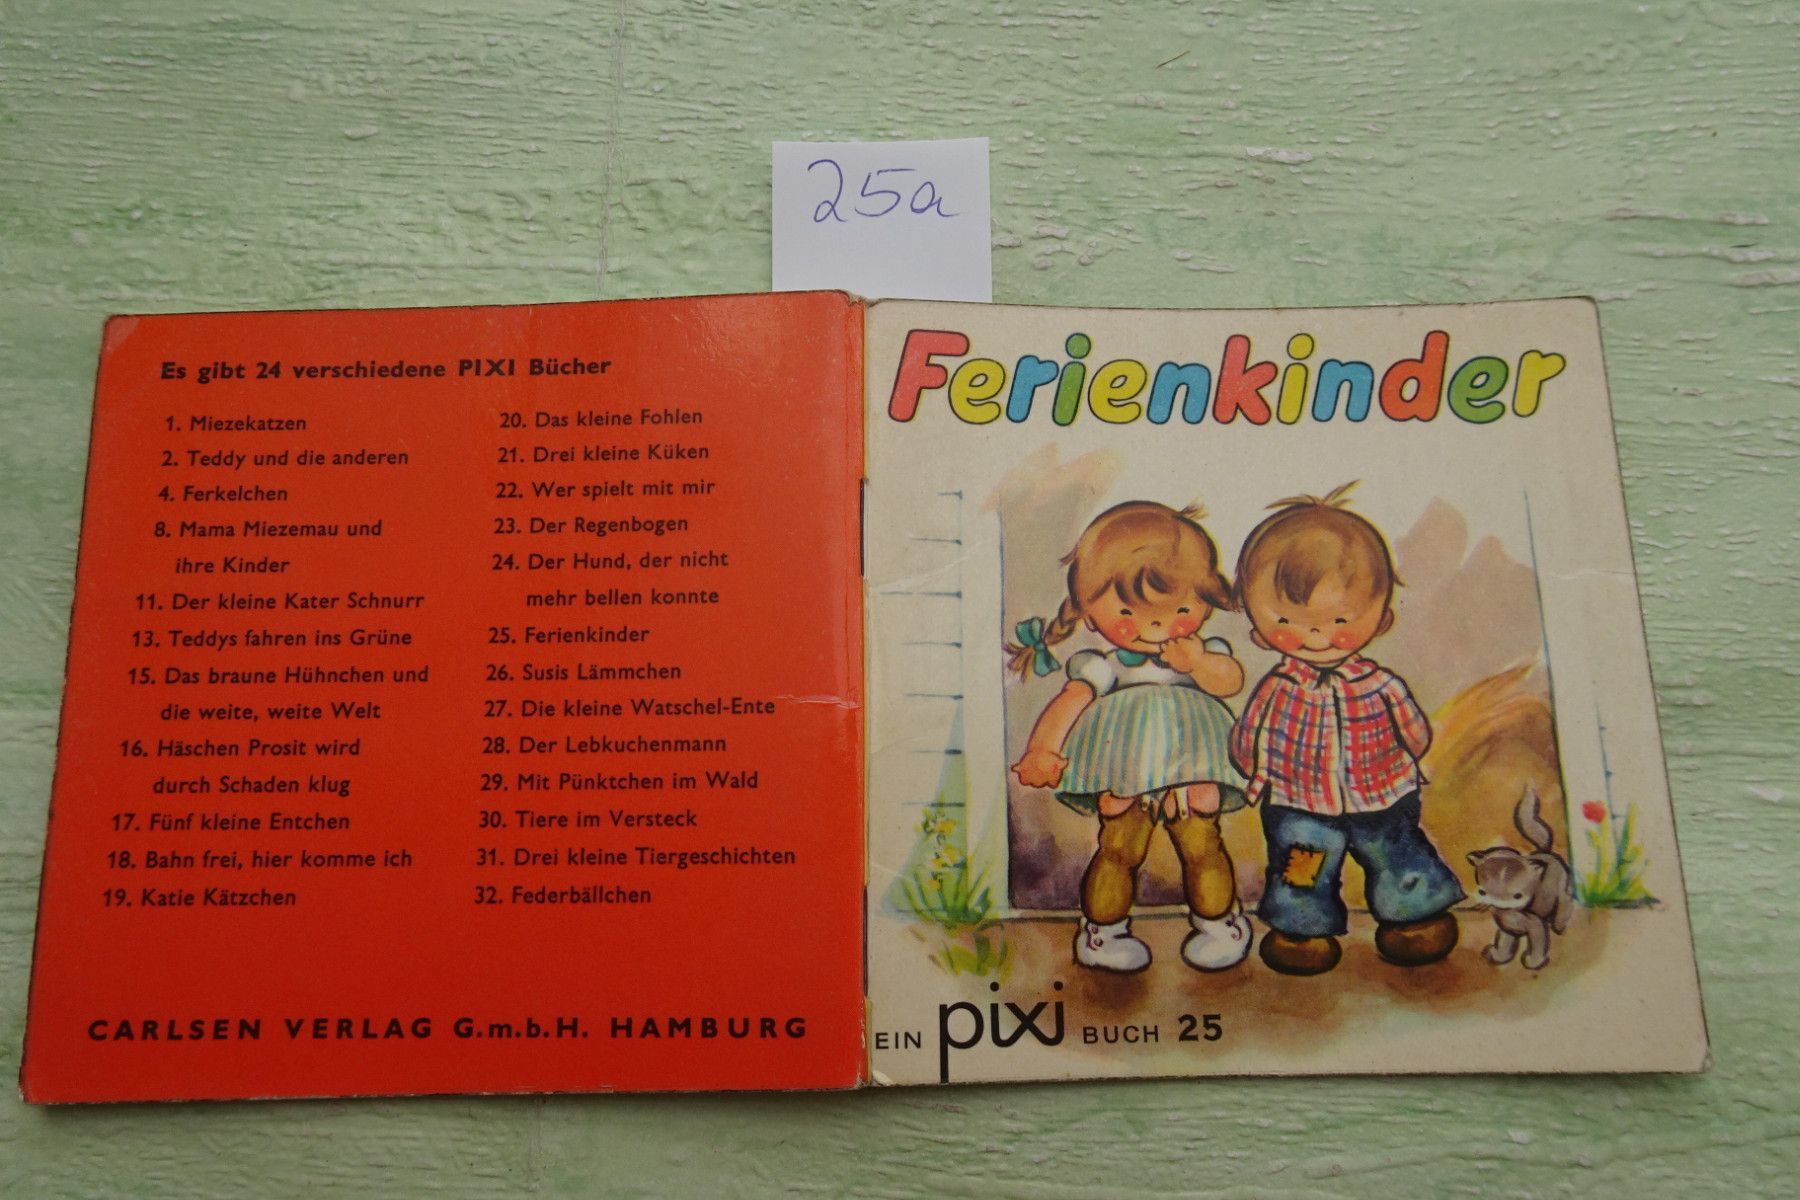 25a
Es gibt 24 verschiedene PIXI Bücher
1. Miezekatzen
2. Teddy und die anderen
4. Ferkelchen
8. Mama Miezemau und
ihre Kinder
11. Der kleine Kater Schnurr
13. Teddys fahren ins Grüne
15. Das braune Hühnchen und
die weite, weite Welt
16. Häschen Prosit wird
durch Schaden klug
17. Fünf kleine Entchen
18. Bahn frei, hier komme ich
19. Katie Kätzchen
20. Das kleine Fohlen
21. Drei kleine Küken
22. Wer spielt mit mir
23. Der Regenbogen
24. Der Hund, der nicht
mehr bellen konnte
25. Ferienkinder
26. Susis Lämmchen
27. Die kleine Watschel-Ente
28. Der Lebkuchenmann
29. Mit Pünktchen im Wald
30. Tiere im Versteck
31. Drei kleine Tiergeschichten
32. Federbällchen
CARLSEN VERLAG G.m.b.H. HAMBURG
Ferienkinder
EIN pixi BUCH 25